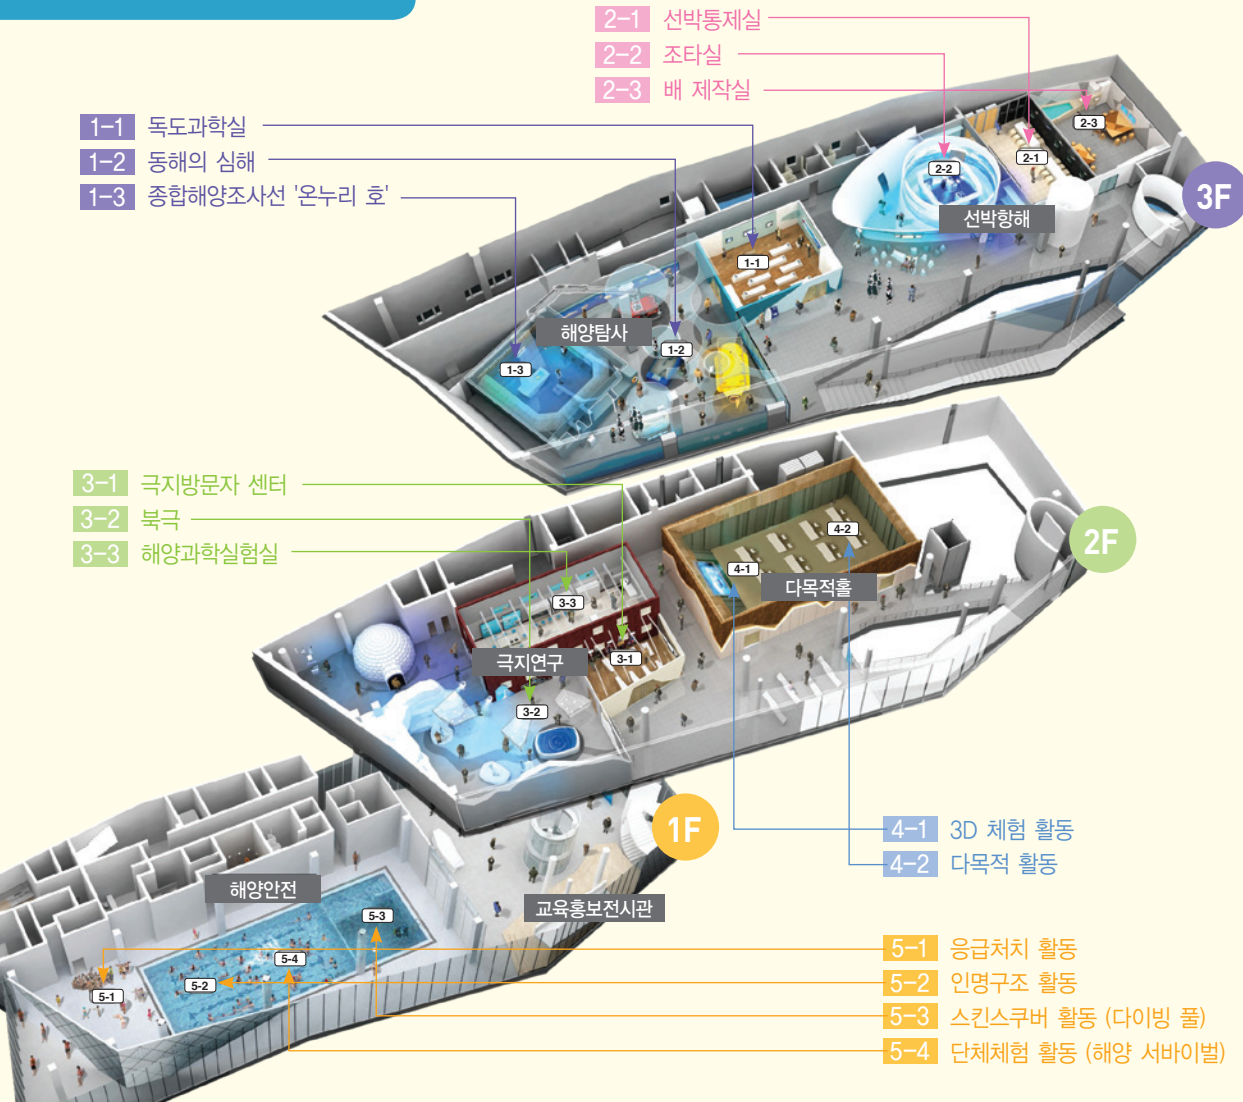 2-1 선박통제실
2-2 조타실
2-3 배 제작실
1-1 독도과학실
1-2 동해의 심해
1-3 종합해양조사선 '온누리 호'
2-3
2-1
2-2
3F
선박항해
1-1
해양탐사
1-2
1-3
3-1 극지방문자 센터
3-2 북극
3-3 해양과학실험실
4-2
2F
4-1
다목적홀
3-3
극지연구
3-1
3-2
1F
4-1 3D 체험 활동
4-2 다목적 활동
해양안전
교육홍보전시관
5-3
5-4
5-2
5-1
5-1 응급처치 활동
5-2 인명구조 활동
5-3 스킨스쿠버 활동 (다이빙 풀)
5-4 단체체험 활동 (해양 서바이벌)